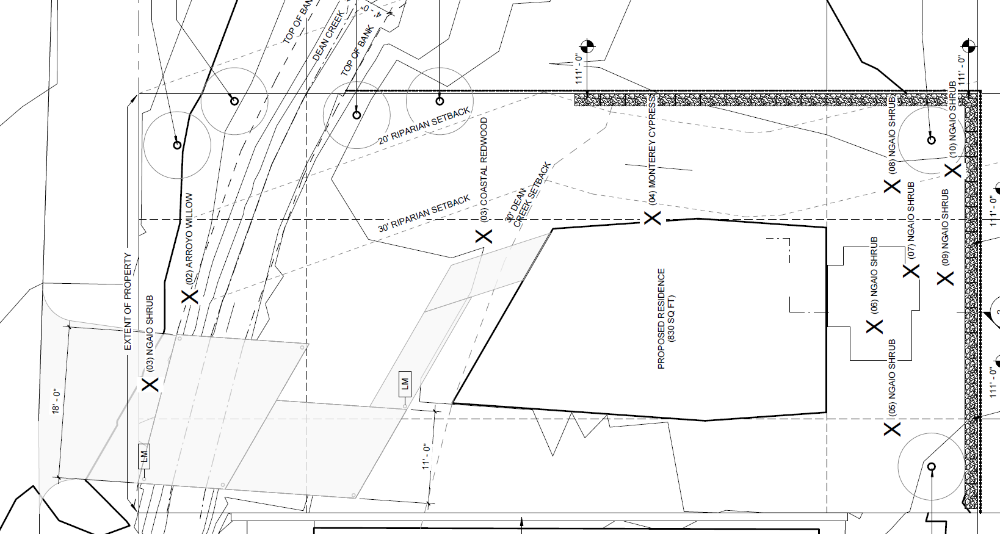 TOP OF BAN
DEAN CREEK
TOP OF BANK
4' - 0"
111' - 0"
111' - 0"
20' RIPARIAN SETBACK
30' RIPARIAN SETBACK
(03) COASTAL REDWOOD
X
30' DEAN
CREEK SETBACK
(04) MONTEREY CYPRESS
X
(08) NGAIO SHRUB
X
(10) NGAIO SHRUB
X
(07) NGAIO SHRUB
X
(09) NGAIO SHRUB
X
(06) NGAIO SHRUB
X
(05) NGAIO SHRUB
X
111' - 0"
111' - 0"
(02) ARROYO WILLOW
X
EXTENT OF PROPERTY
(03) NGAIO SHRUB
X
PROPOSED RESIDENCE
(830 SQ FT)
18' - 0"
LM
LM
11' - 0"